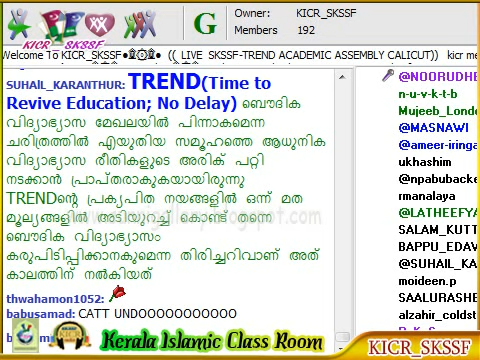 KICR_SKSSF
G
Owner: KICR_SKSSF
Members 192
Welcome To KICR_SKSSF (( LIVE SKSSF-TREND ACADEMIC ASSEMBLY CALICUT)) kicr me
SUHAIL_KARANTHUR: TREND(Time to
Revive Education; No Delay) ബൌദിക
വിദ്യാഭ്യാസ മേഖലയിൽ പിന്നാകമെന്ന
ചരിത്രത്തിൽ എയുതിയ സമൂഹത്തെ ആധുനിക
വിദ്യാഭ്യാസ രീതികളുടെ അരിക് പറ്റി
നടക്കാൻ പ്രാപ്തരാകുകയായിരുന്നു
TRENDന്റെ പ്രക്യപിത നയങ്ങളിൽ ഒന്ന് മത
മൂല്യങ്ങളിൽ അടിയുറച്ച് കൊണ്ട് തന്നെ
ബൌദിക വിദ്യാഭ്യാസം
കരുപിടിപ്പിക്കാനകുമെന്ന തിരിച്ചറിവാണ് അത്
കാലത്തിന് നൽകിയത്
thwahamon1052:
babusamad: CATT UNDOOOOOOOOOOO
@NOORUDHE
n-u-v-k-t-b
Mujeeb_Londe
@MASNAWI
@ameer-iringa
ukhashim
@npabubacke
manalaya
@LATHEEFYA
SALAM_KUTT
BAPPU_EDAV
@SUHAIL_KA
moideen.p
SAALURASHE
alzahir_coldst
Kerala Islamic Class Room
KICR_SKSSF